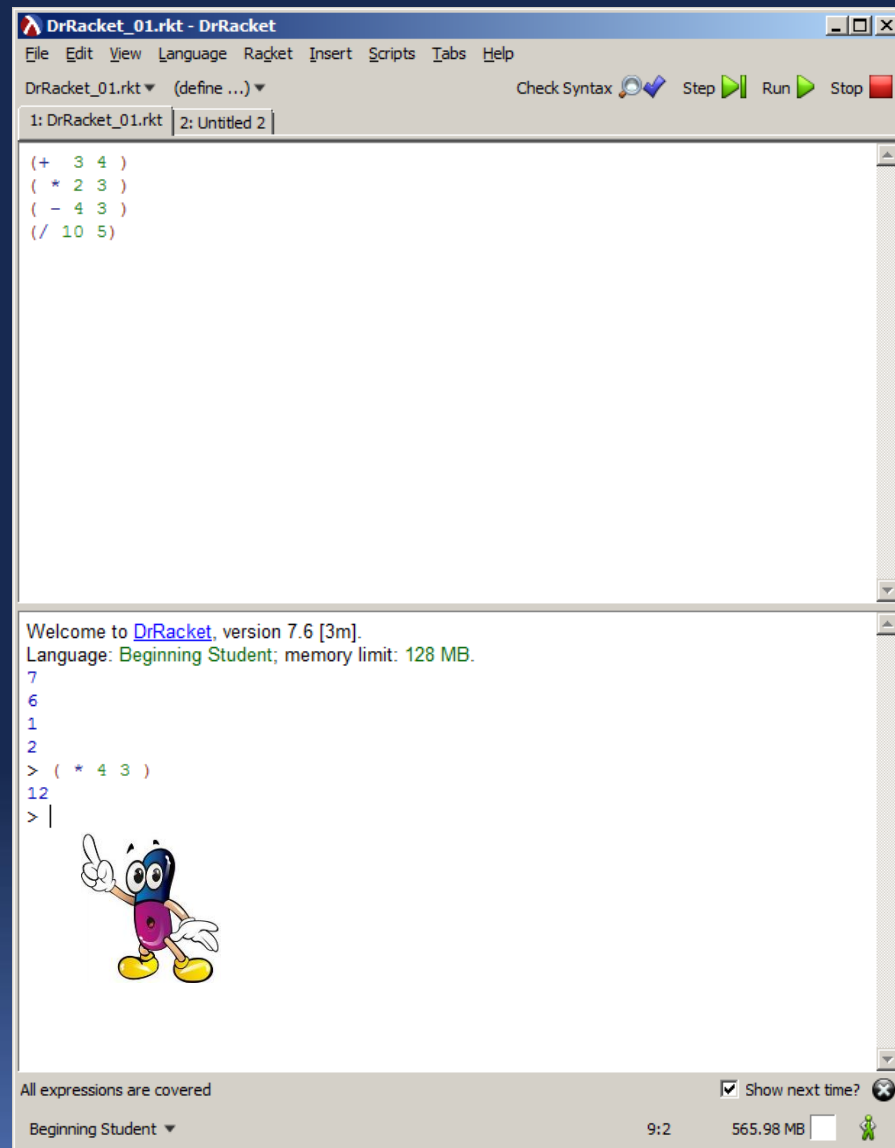 DrRacket_01.rkt - DrRacket
File Edit View Language Racket Insert Scripts Tabs Help
DrRacket_01.rkt (define ...) Check Syntax Step Run Stop
1: DrRacket_01.rkt 2: Untitled 2
(+  3 4 )
( * 2 3 )
( - 4 3 )
(/ 10 5)
Welcome to DrRacket, version 7.6 [3m].
Language: Beginning Student; memory limit: 128 MB.
7
6
1
2
> ( * 4 3 )
12
>
All expressions are covered Show next time?
Beginning Student 9:2 565.98 MB